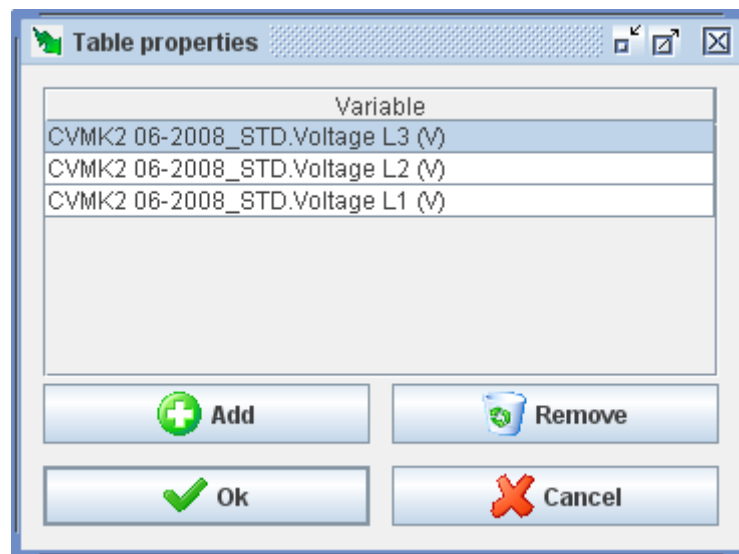 Table properties
Variable
CVMK2 06-2008_STD.Voltage L3 (V)
CVMK2 06-2008_STD.Voltage L2 (V)
CVMK2 06-2008_STD.Voltage L1 (V)
Add
Remove
Ok
Cancel